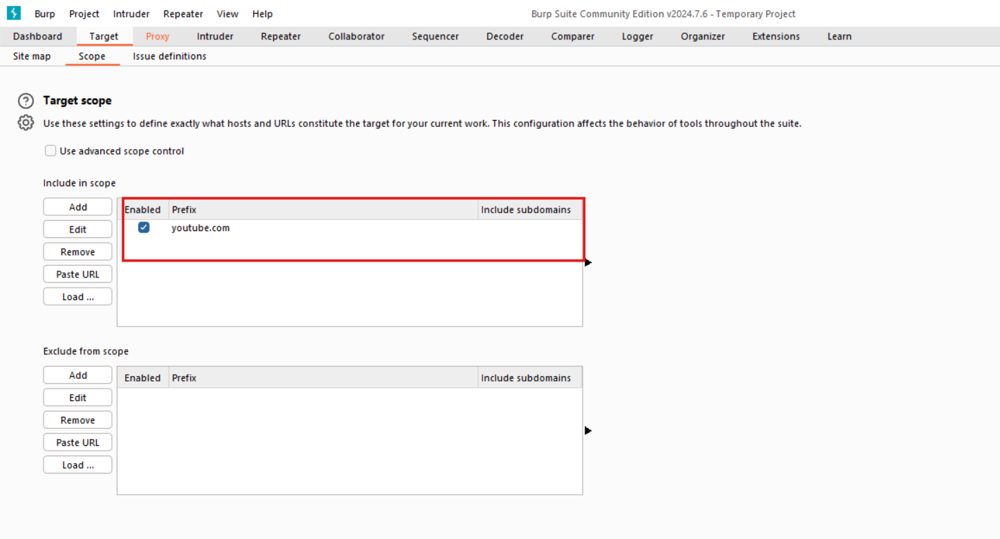 Burp Project Intruder Repeater View Help Burp Suite Community Edition v2024.7.6 - Temporary Project
Dashboard Target Proxy Intruder Repeater Collaborator Sequencer Decoder Comparer Logger Organizer Extensions Learn
Site map Scope Issue definitions
? Target scope
Use these settings to define exactly what hosts and URLs constitute the target for your current work. This configuration affects the behavior of tools throughout the suite.
Use advanced scope control
Include in scope
Add
Edit
Remove
Paste URL
Load ...
Enabled Prefix Include subdomains
youtube.com
Exclude from scope
Add
Edit
Remove
Paste URL
Load ...
Enabled Prefix Include subdomains